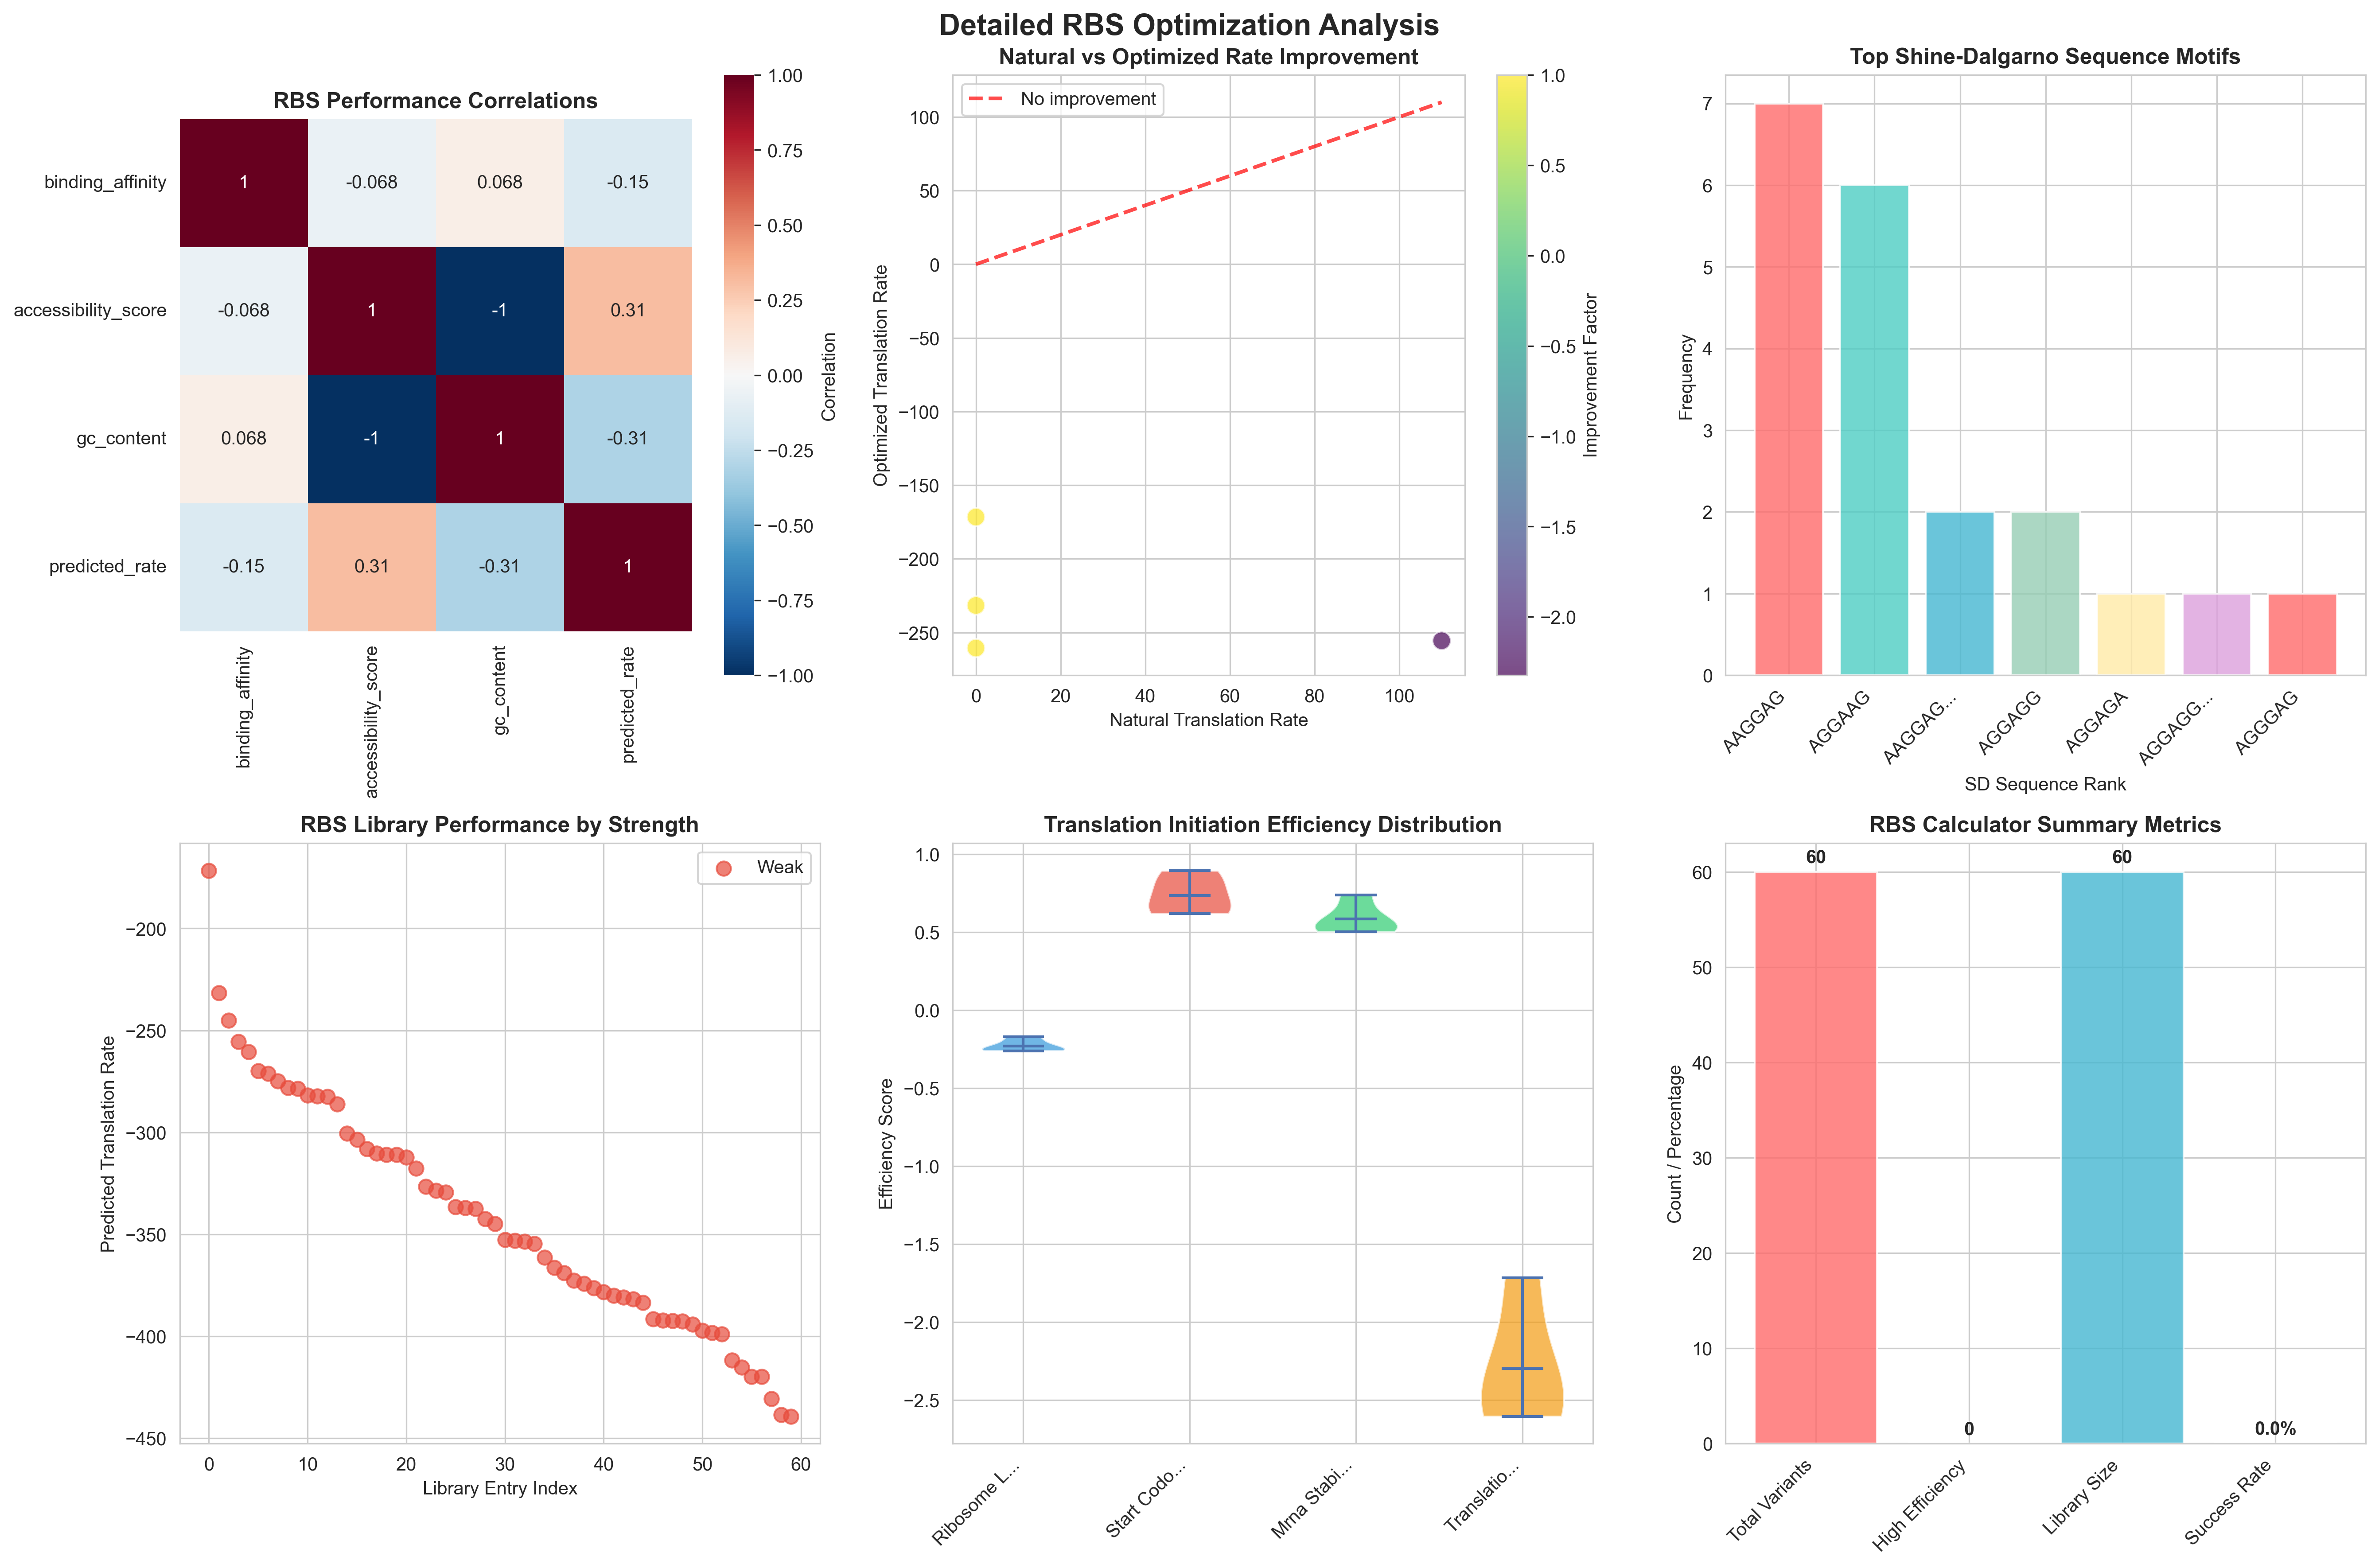 Detailed RBS Optimization Analysis
RBS Performance Correlations
binding_affinity
accessibility_score
gc_content
predicted_rate
1 -0.068 0.068 -0.15
-0.068 1 -1 0.31
0.068 -1 1 -0.31
-0.15 0.31 -0.31 1
binding_affinity
accessibility_score
gc_content
predicted_rate
1.00
0.75
0.50
0.25
0.00
−0.25
−0.50
−0.75
−1.00
Correlation
Natural vs Optimized Rate Improvement
No improvement
100
50
0
−50
−100
−150
−200
−250
Optimized Translation Rate
0 20 40 60 80 100
Natural Translation Rate
1.0
0.5
0.0
−0.5
−1.0
−1.5
−2.0
Improvement Factor
Top Shine-Dalgarno Sequence Motifs
7
6
5
4
3
2
1
0
Frequency
AAGGAG
AGGAAG
AAGGAG...
AGGAGG
AGGAGA
AGGAGG...
AGGGAG
SD Sequence Rank
RBS Library Performance by Strength
Weak
−200
−250
−300
−350
−400
−450
Predicted Translation Rate
0 10 20 30 40 50 60
Library Entry Index
Translation Initiation Efficiency Distribution
1.0
0.5
0.0
−0.5
−1.0
−1.5
−2.0
−2.5
Efficiency Score
Ribosome L...
Start Codo...
Mrna Stabi...
Translatio...
RBS Calculator Summary Metrics
60
50
40
30
20
10
0
Count / Percentage
60 0 60 0.0%
Total Variants
High Efficiency
Library Size
Success Rate